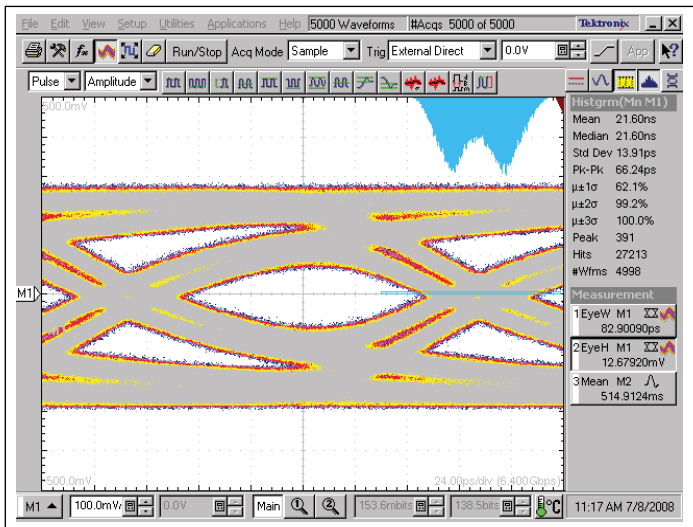 File Edit View Setup Utilities Applications Help 5000 Waveforms #Acqs 5000 of 5000 Tektronix
Run/Stop Acq Mode Sample Trig External Direct 0.0V App
Pulse Amplitude
500.0mV
Histgrm(Mn M1)
Mean 21.60ns
Median 21.60ns
Std Dev 13.91ps
Pk-Pk 66.24ps
µ±1σ 62.1%
µ±2σ 99.2%
µ±3σ 100.0%
Peak 391
Hits 27213
#Wfms 4998
M1
Measurement
1 EyeW M1
82.90090ps
2 EyeH M1
12.67920mV
3 Mean M2
514.9124ms
-500.0mV
24.00ps/div (6.400Gbps)
M1 100.0mV/ 0.0V Main 1 2 153.6mbits 138.5bits °C 11:17 AM 7/8/2008